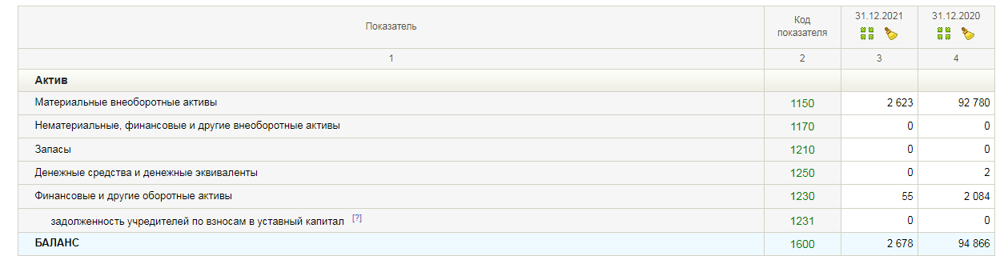 Показатель Код показателя 31.12.2021 31.12.2020
1 2 3 4
Актив
Материальные внеоборотные активы 1150 2 623 92 780
Нематериальные, финансовые и другие внеоборотные активы 1170 0 0
Запасы 1210 0 0
Денежные средства и денежные эквиваленты 1250 0 2
Финансовые и другие оборотные активы 1230 55 2 084
задолженность учредителей по взносам в уставный капитал [?] 1231 0 0
БАЛАНС 1600 2 678 94 866